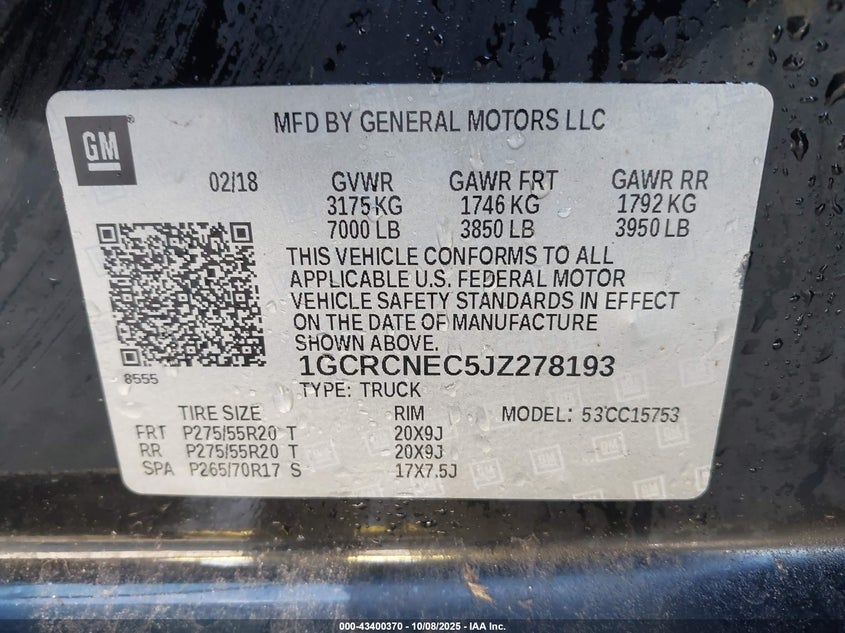 GM
MFD BY GENERAL MOTORS LLC
02/18 GVWR GAWR FRT GAWR RR
3175 KG 1746 KG 1792 KG
7000 LB 3850 LB 3950 LB
THIS VEHICLE CONFORMS TO ALL
APPLICABLE U.S. FEDERAL MOTOR
VEHICLE SAFETY STANDARDS IN EFFECT
ON THE DATE OF MANUFACTURE
SHOWN ABOVE.
8555
1GCRCNEC5JZ278193
TYPE: TRUCK
TIRE SIZE RIM MODEL: 53CC15753
FRT P275/55R20 T 20X9J
RR P275/55R20 T 20X9J
SPA P265/70R17 S 17X7.5J
000-43400370 - 10/08/2025 - IAA Inc.